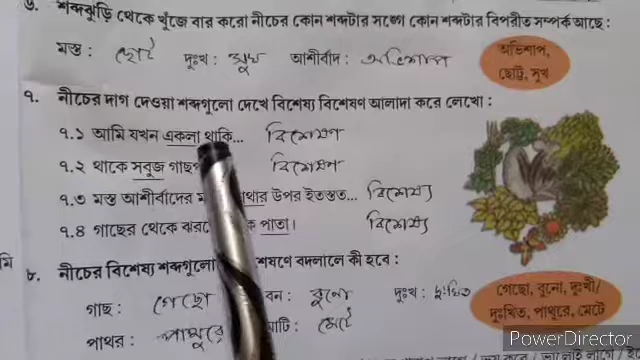 ৬. শব্দঝুড়ি থেকে খুঁজে বার করো নীচের কোন শব্দটার সঙ্গে কোন শব্দটার বিপরীত সম্পর্ক আছে :
মস্ত : ছোট দুঃখ : সুখ আশীর্বাদ : অভিশাপ
অভিশাপ,
ছোট্ট, সুখ
৭. নীচের দাগ দেওয়া শব্দগুলো দেখে বিশেষ্য বিশেষণ আলাদা করে লেখো :
৭.১ আমি যখন একলা থাকি... বিশেষণ
৭.২ থাকে সবুজ গাছ বিশেষণ
৭.৩ মস্ত আশীর্বাদের উপর ইতস্তত... বিশেষ্য
৭.৪ গাছের থেকে পাতা। বিশেষ্য
মি
৮. নীচের বিশেষ্য শব্দগুলো বিশেষণে বদলালে কী হবে :
গাছ : গেছো বন : বুনো দুঃখ : দুঃখিত
পাথর : পাথুরে মাটি : মেটে
গেছো, বুনো, দুঃখী/
দুঃখিত, পাথুরে, মেটে
PowerDirector